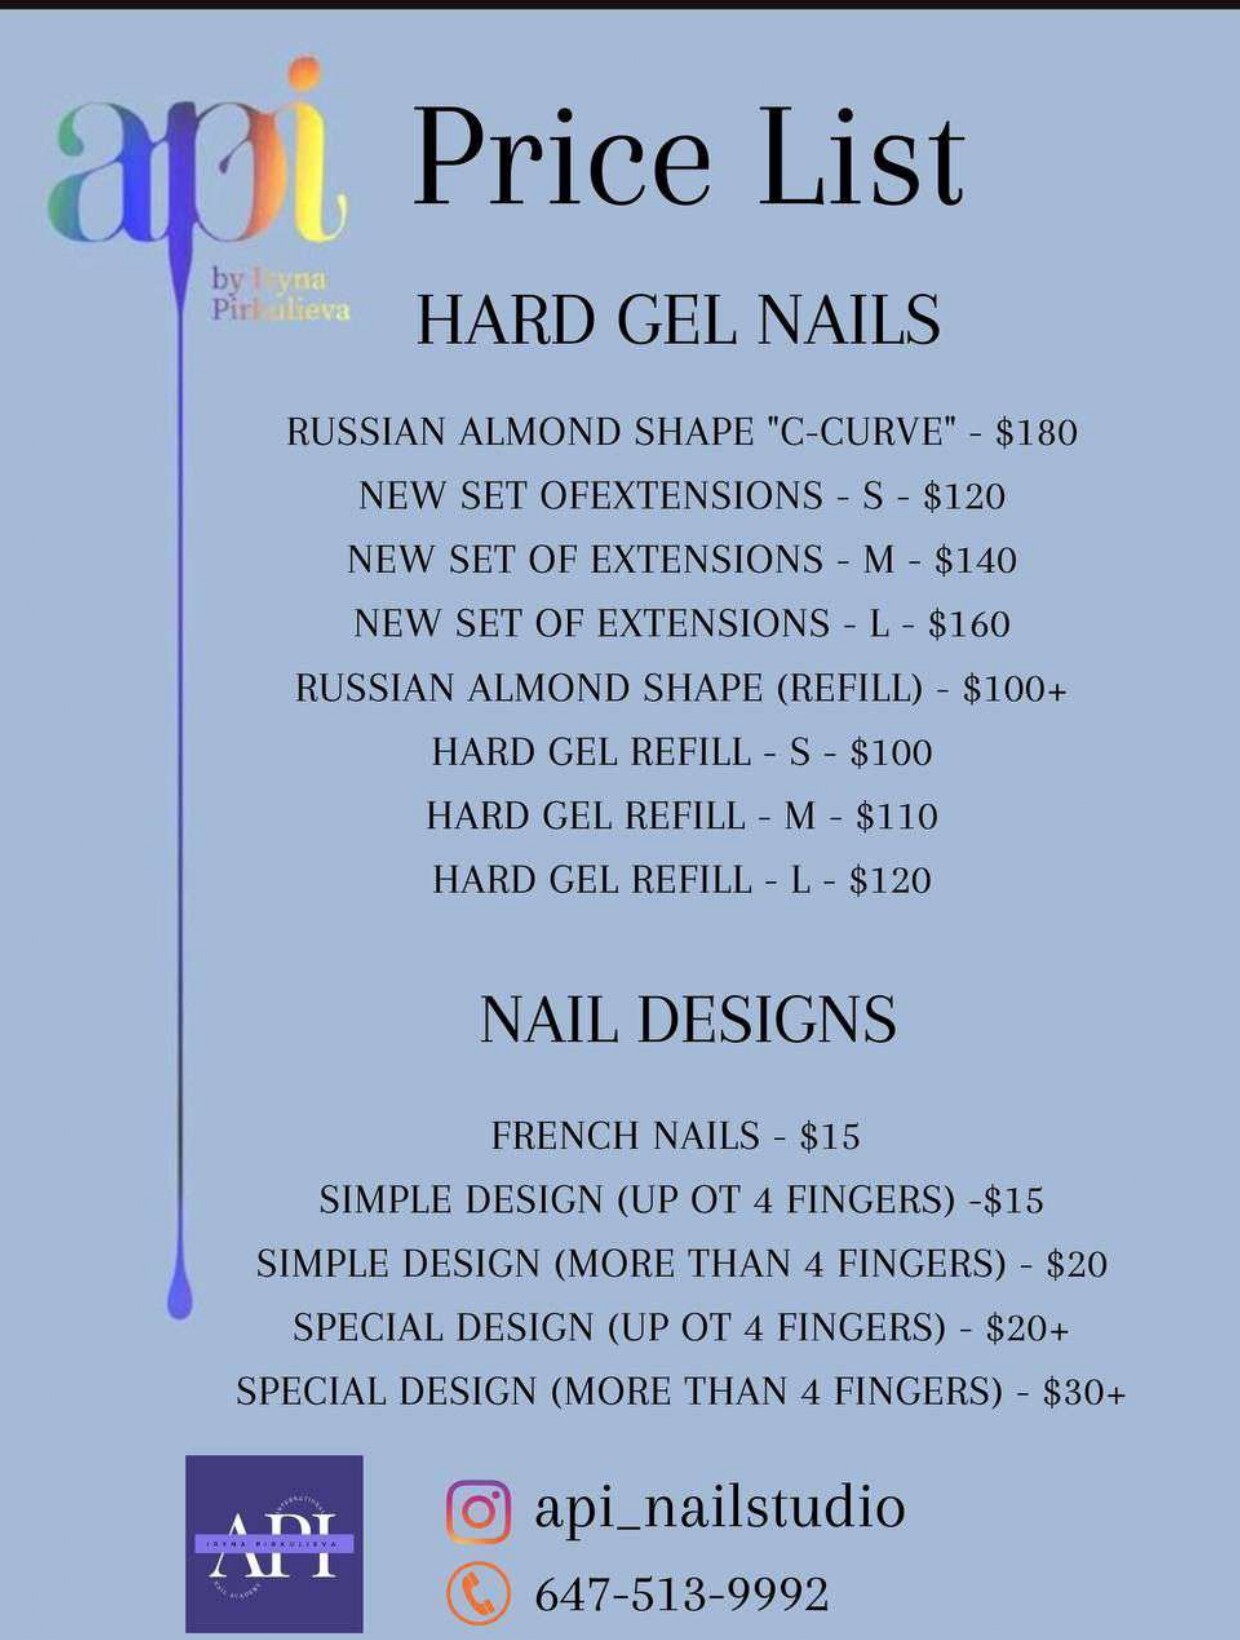 api
by Iryna
Pirkulieva
Price List
HARD GEL NAILS
RUSSIAN ALMOND SHAPE "C-CURVE" - $180
NEW SET OFEXTENSIONS - S - $120
NEW SET OF EXTENSIONS - M - $140
NEW SET OF EXTENSIONS - L - $160
RUSSIAN ALMOND SHAPE (REFILL) - $100+
HARD GEL REFILL - S - $100
HARD GEL REFILL - M - $110
HARD GEL REFILL - L - $120
NAIL DESIGNS
FRENCH NAILS - $15
SIMPLE DESIGN (UP OT 4 FINGERS) -$15
SIMPLE DESIGN (MORE THAN 4 FINGERS) - $20
SPECIAL DESIGN (UP OT 4 FINGERS) - $20+
SPECIAL DESIGN (MORE THAN 4 FINGERS) - $30+
INTERNATIONAL
API
IRYNA PIRKULIEVA
NAIL ACADEMY
api_nailstudio
647-513-9992